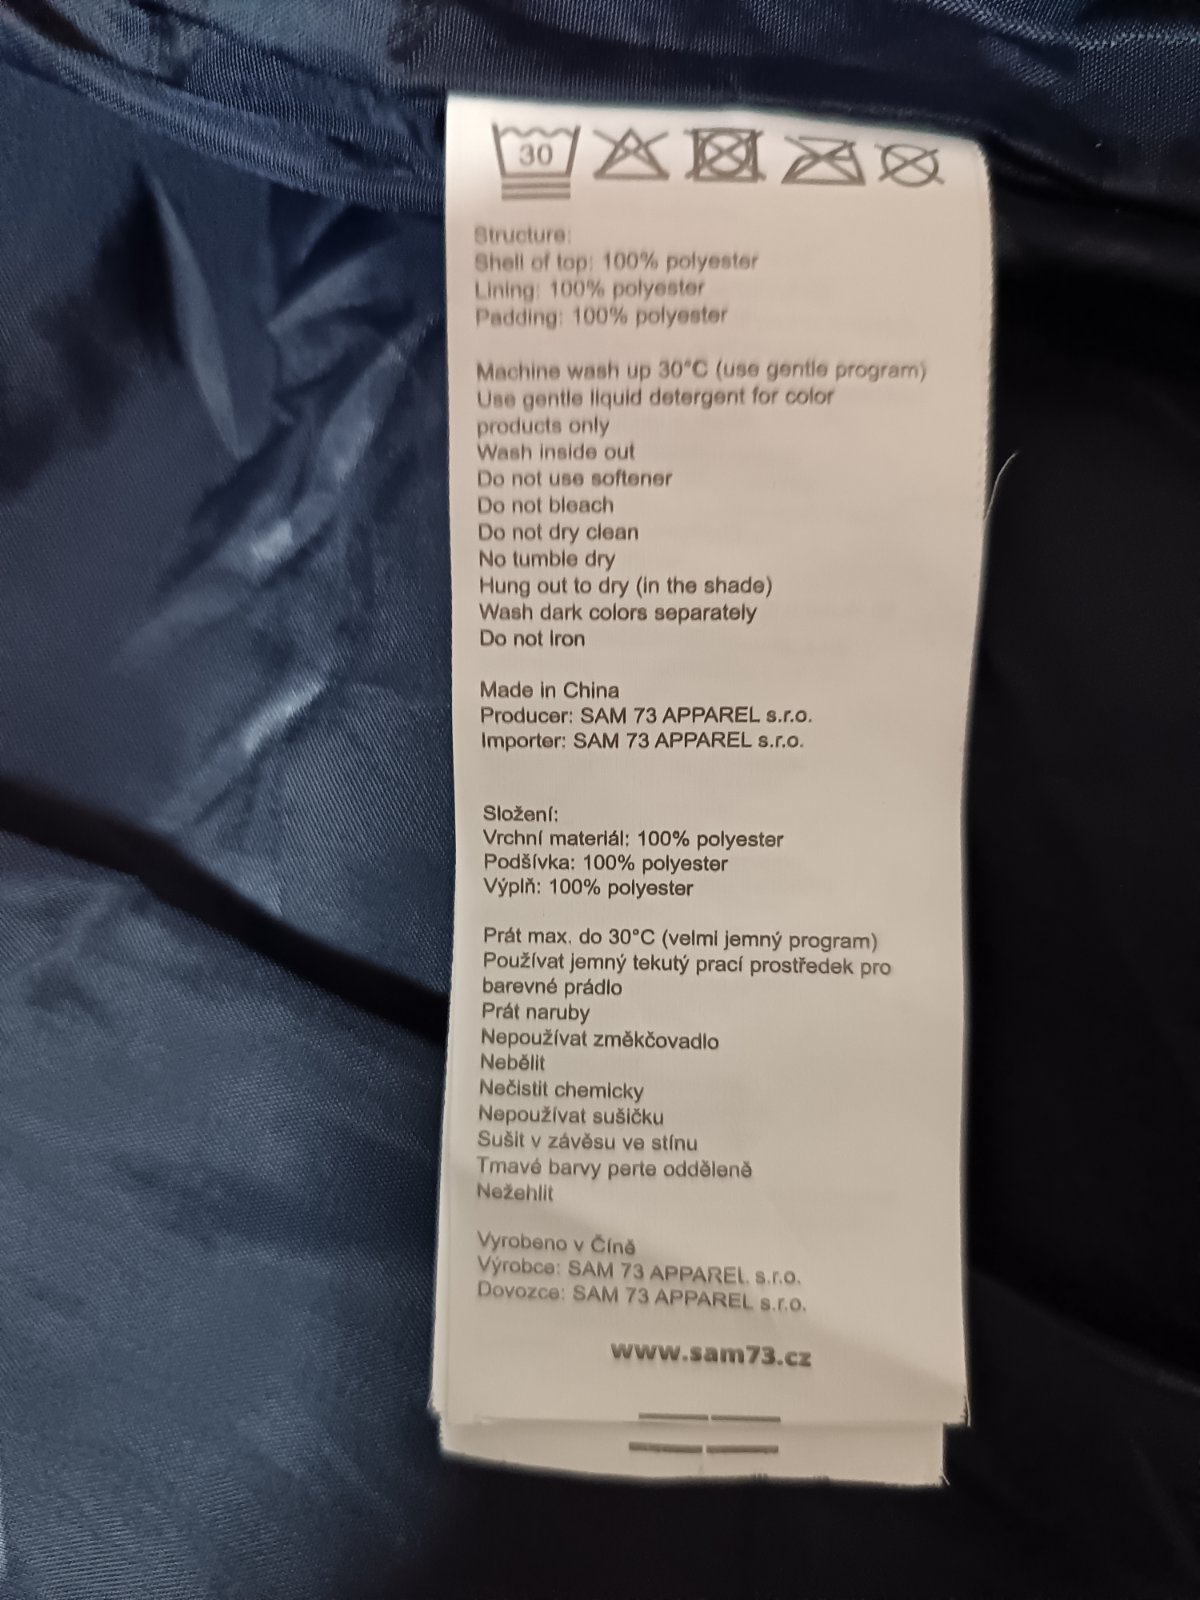 30
Structure:
Shell of top: 100% polyester
Lining: 100% polyester
Padding: 100% polyester
Machine wash up 30°C (use gentle program)
Use gentle liquid detergent for color
products only
Wash inside out
Do not use softener
Do not bleach
Do not dry clean
No tumble dry
Hung out to dry (in the shade)
Wash dark colors separately
Do not Iron
Made in China
Producer: SAM 73 APPAREL s.r.o.
Importer: SAM 73 APPAREL s.r.o.
Složení:
Vrchní materiál: 100% polyester
Podšívka: 100% polyester
Výplň: 100% polyester
Prát max. do 30°C (velmi jemný program)
Používat jemný tekutý prací prostředek pro
barevné prádlo
Prát naruby
Nepoužívat změkčovadlo
Nebělit
Nečistit chemicky
Nepoužívat sušičku
Sušit v závěsu ve stínu
Tmavé barvy perte odděleně
Nežehlit
Vyrobeno v Číně
Výrobce: SAM 73 APPAREL s.r.o.
Dovozce: SAM 73 APPAREL s.r.o.
www.sam73.cz